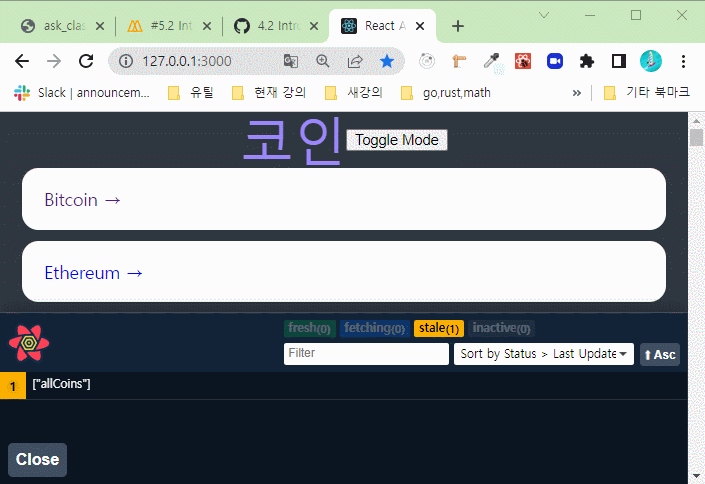 ask_clas
#5.2 Int
4.2 Intro
React A
127.0.0.1:3000
Slack | announcem...
유틸
현재 강의
새강의
go,rust,math
기타 북마크
코인
Toggle Mode
Bitcoin →
Ethereum →
fresh(0)
fetching(0)
stale(1)
inactive(0)
Filter
Sort by Status > Last Update
⬆ Asc
1
["allCoins"]
Close